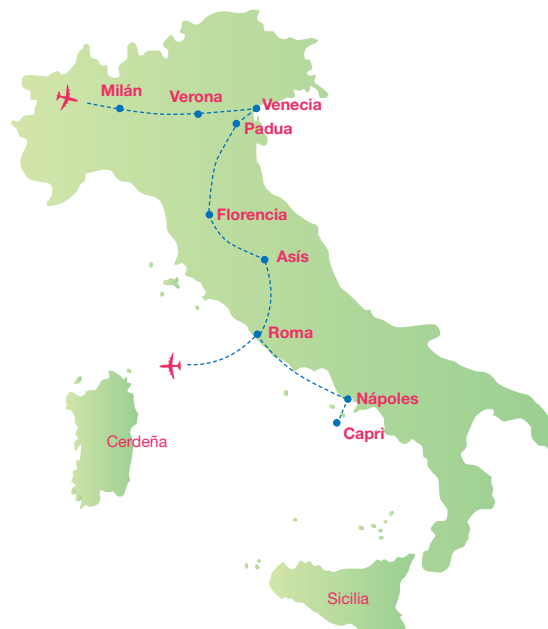 Milán
Verona
Venecia
Padua
Florencia
Asís
Roma
Nápoles
Capri
Cerdeña
Sicilia